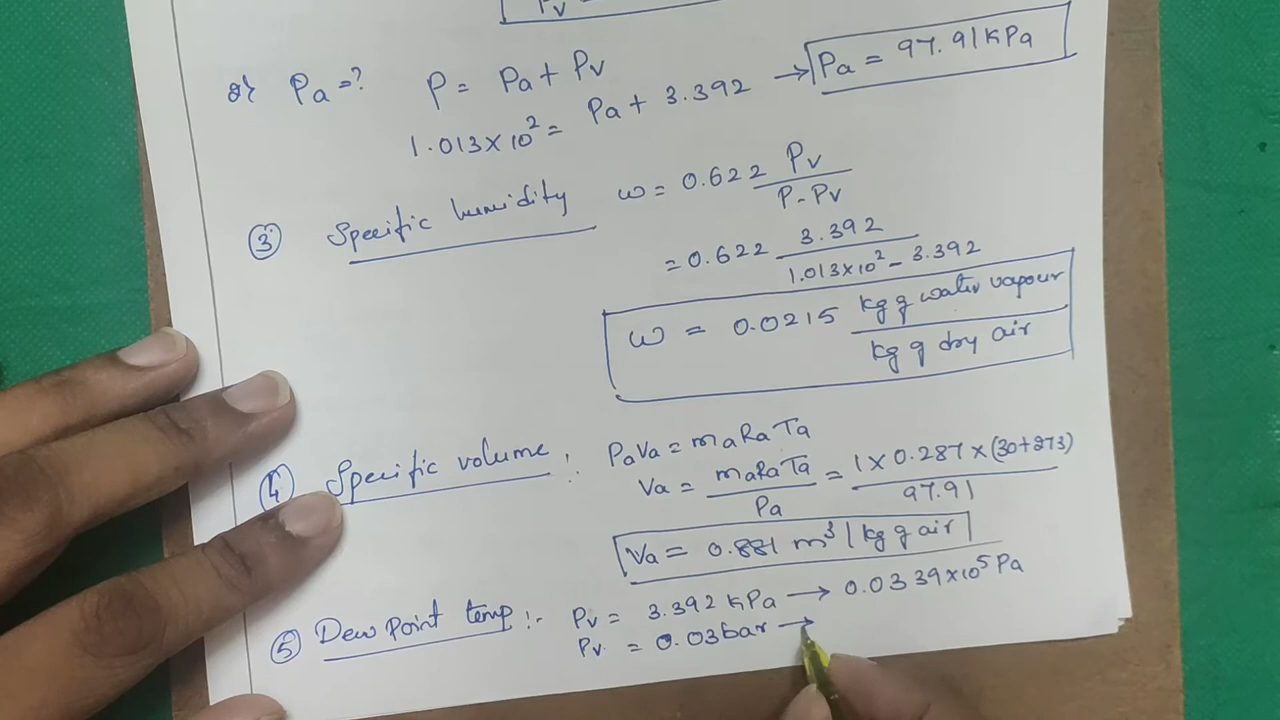 Pv =
or Pa=? P = Pa + Pv
1.013×10² = Pa + 3.392 → Pa = 97.91 kPa
③ Specific humidity ω = 0.622 Pv / P-Pv
= 0.622 3.392 / 1.013×10² - 3.392
ω = 0.0215 kg g water vapour / kg g dry air
④ Specific volume : PaVa = maRaTa
Va = maRaTa / Pa = 1 × 0.287 × (30+273) / 97.91
Va = 0.881 m³ | kg g air
⑤ Dew point temp :- Pv = 3.392 kPa → 0.0339×10⁵ Pa
Pv = 0.03bar →